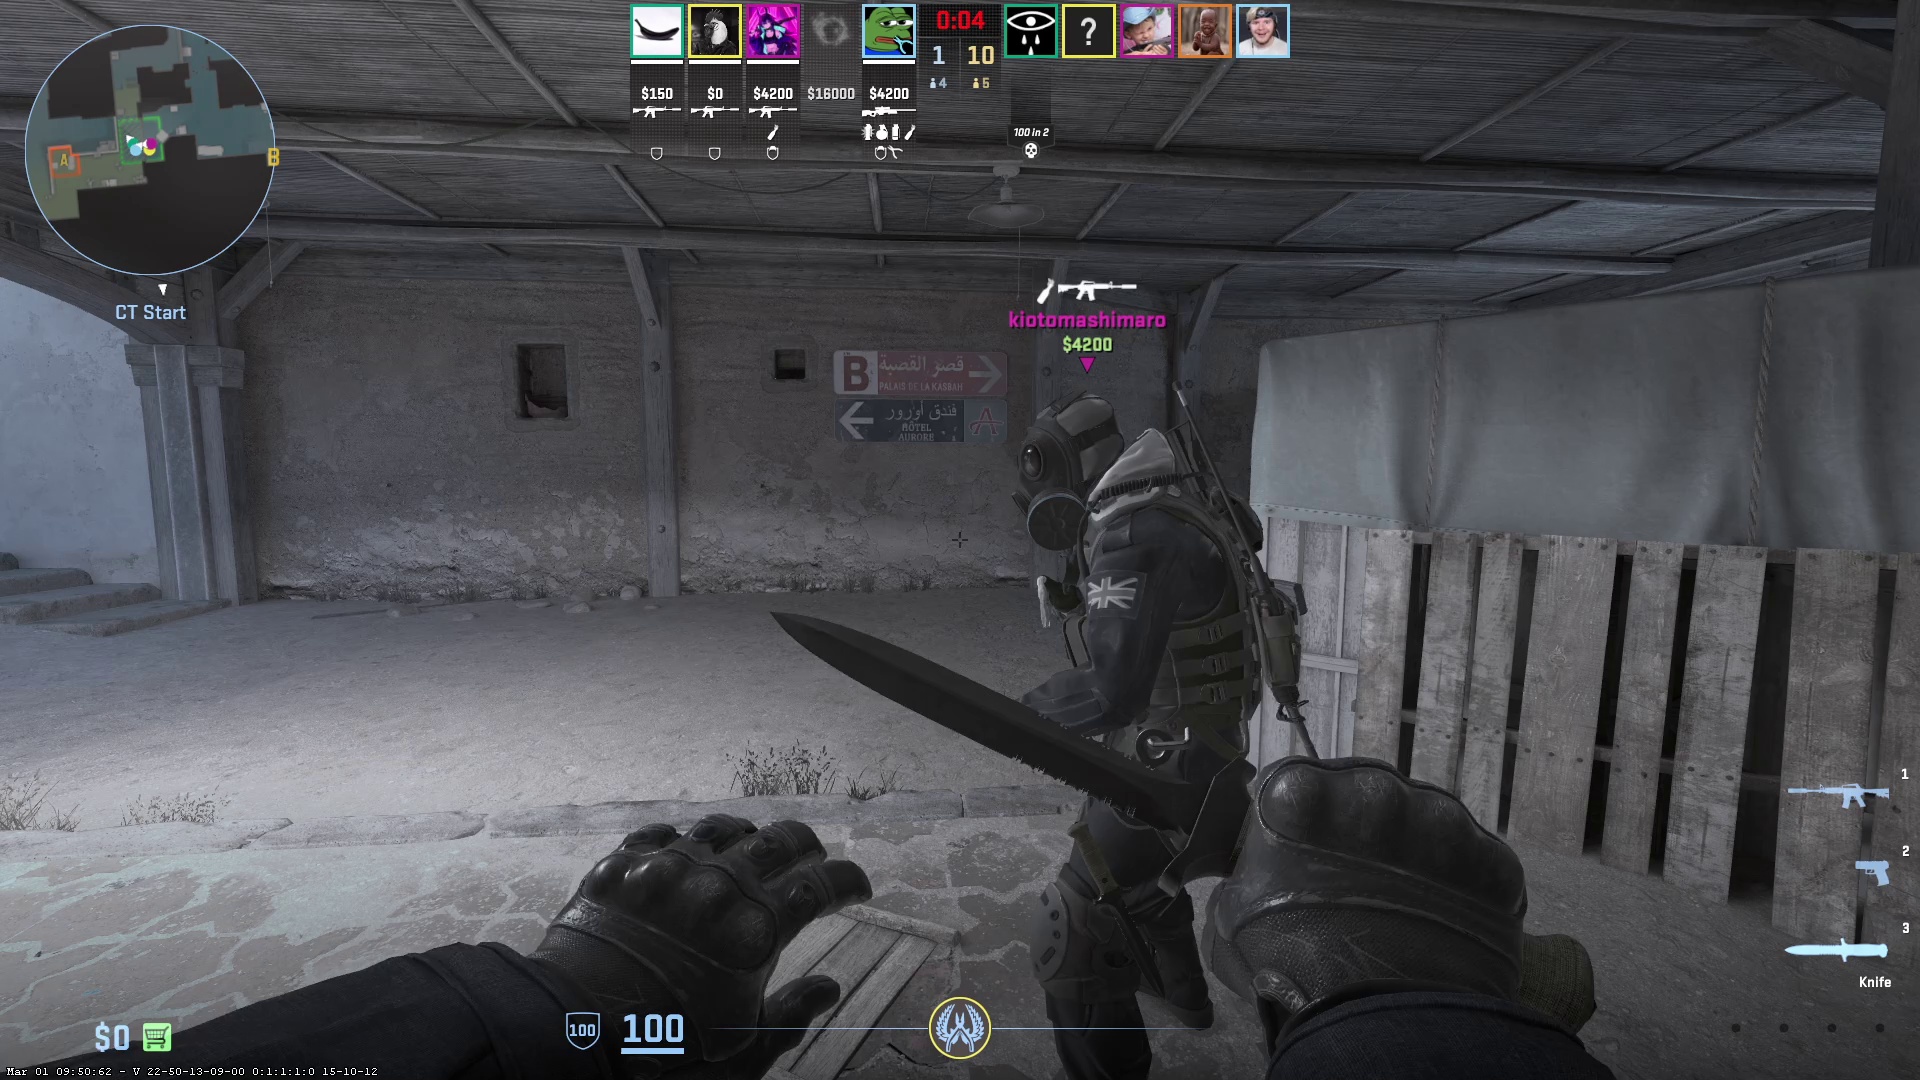 0:04
1 10
4 5
$150 $0 $4200 $16000 $4200
?
100 in 2
A
B
CT Start
kiotomashimaro
$4200
B قصر القصبة
PALAIS DE LA KASBAH
فندق أورور A
HÔTEL
AURORE
1
2
3
Knife
$0
100 100
Mar 01 09:50:62 - V 22-50-13-09-00 0:1:1:1:0 15-10-12